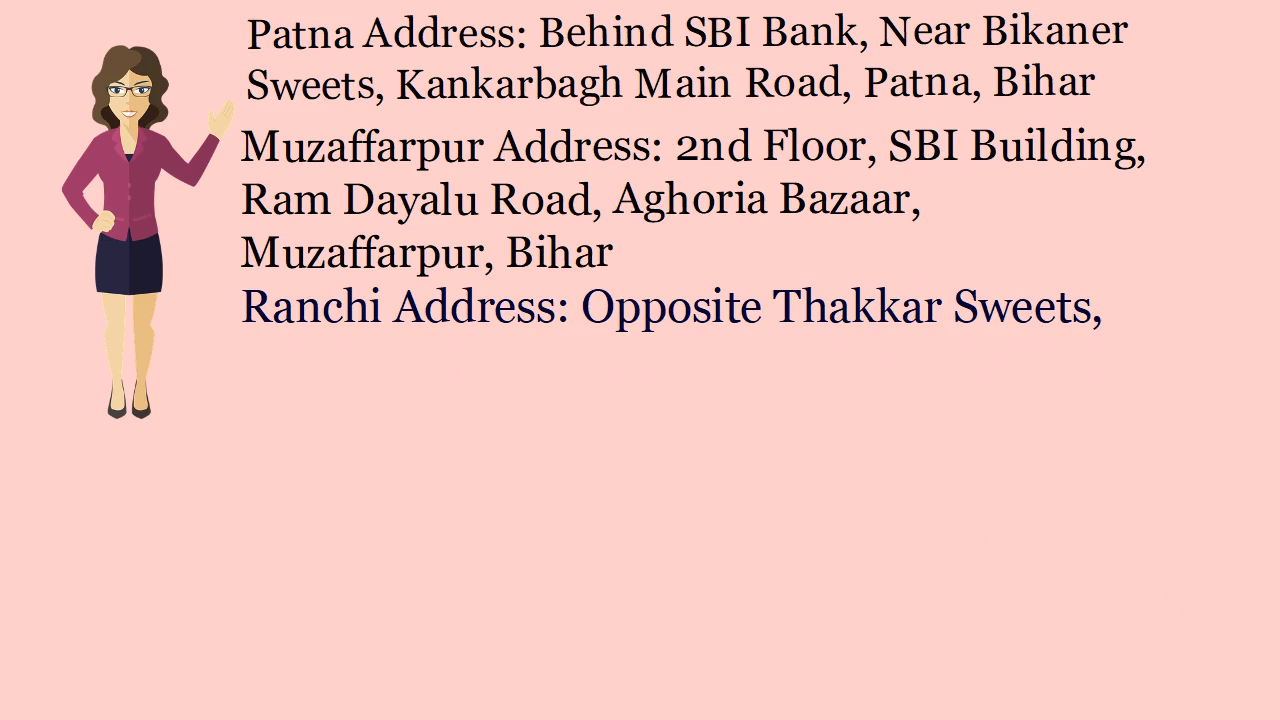 Patna Address: Behind SBI Bank, Near Bikaner
Sweets, Kankarbagh Main Road, Patna, Bihar
Muzaffarpur Address: 2nd Floor, SBI Building,
Ram Dayalu Road, Aghoria Bazaar,
Muzaffarpur, Bihar
Ranchi Address: Opposite Thakkar Sweets,